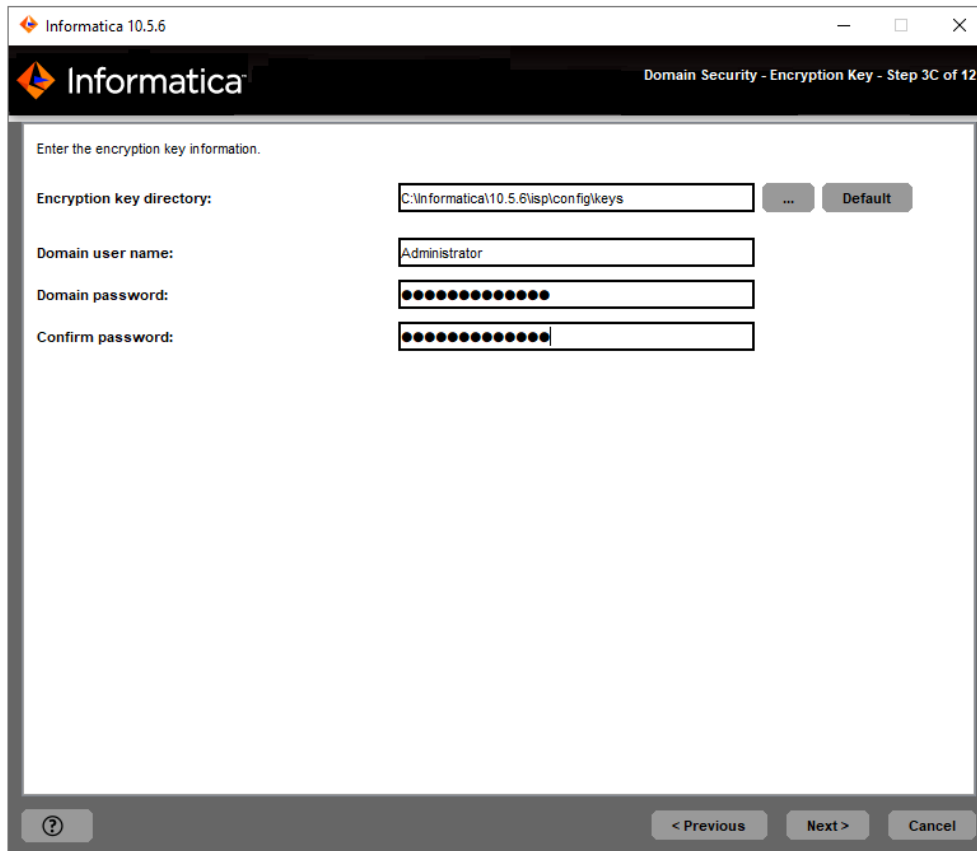 Informatica 10.5.6
Informatica
Domain Security - Encryption Key - Step 3C of 12
Enter the encryption key information.
Encryption key directory: C:\Informatica\10.5.6\isp\config\keys ... Default
Domain user name: Administrator
Domain password: ●●●●●●●●●●●●●
Confirm password: ●●●●●●●●●●●●●
? < Previous Next > Cancel